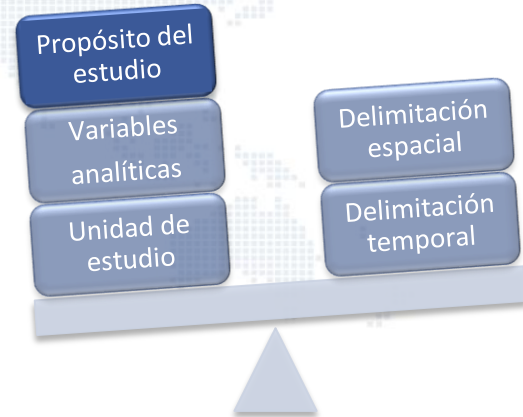 Propósito del
estudio
Variables
analíticas
Unidad de
estudio
Delimitación
espacial
Delimitación
temporal